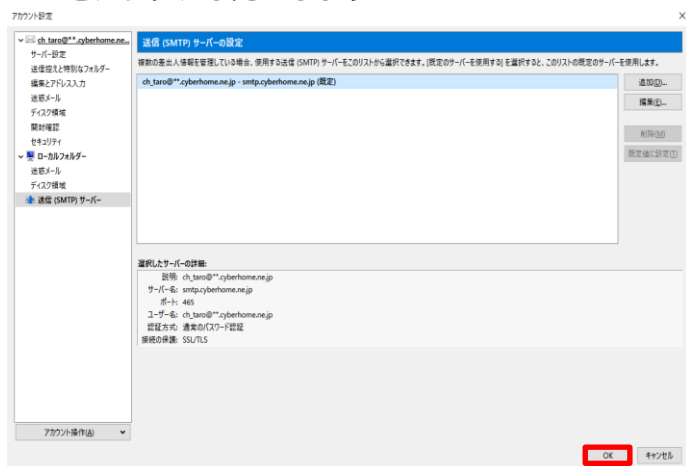 アカウント設定
ch_taro@**.cyberhome.ne...
サーバー設定
送信控えと特別なフォルダー
編集とアドレス入力
迷惑メール
ディスク領域
開封確認
セキュリティ
ローカルフォルダー
迷惑メール
ディスク領域
送信 (SMTP) サーバー
アカウント操作(A)
送信 (SMTP) サーバーの設定
複数の差出人情報を管理している場合、使用する送信 (SMTP) サーバーをこのリストから選択できます。[既定のサーバーを使用する] を選択すると、このリストの既定のサーバーを使用します。
ch_taro@**.cyberhome.ne.jp - smtp.cyberhome.ne.jp (既定)
追加(D)...
編集(E)...
削除(M)
既定値に設定(T)
選択したサーバーの詳細:
説明: ch_taro@**.cyberhome.ne.jp
サーバー名: smtp.cyberhome.ne.jp
ポート: 465
ユーザー名: ch_taro@**.cyberhome.ne.jp
認証方式: 通常のパスワード認証
接続の保護: SSL/TLS
OK
キャンセル